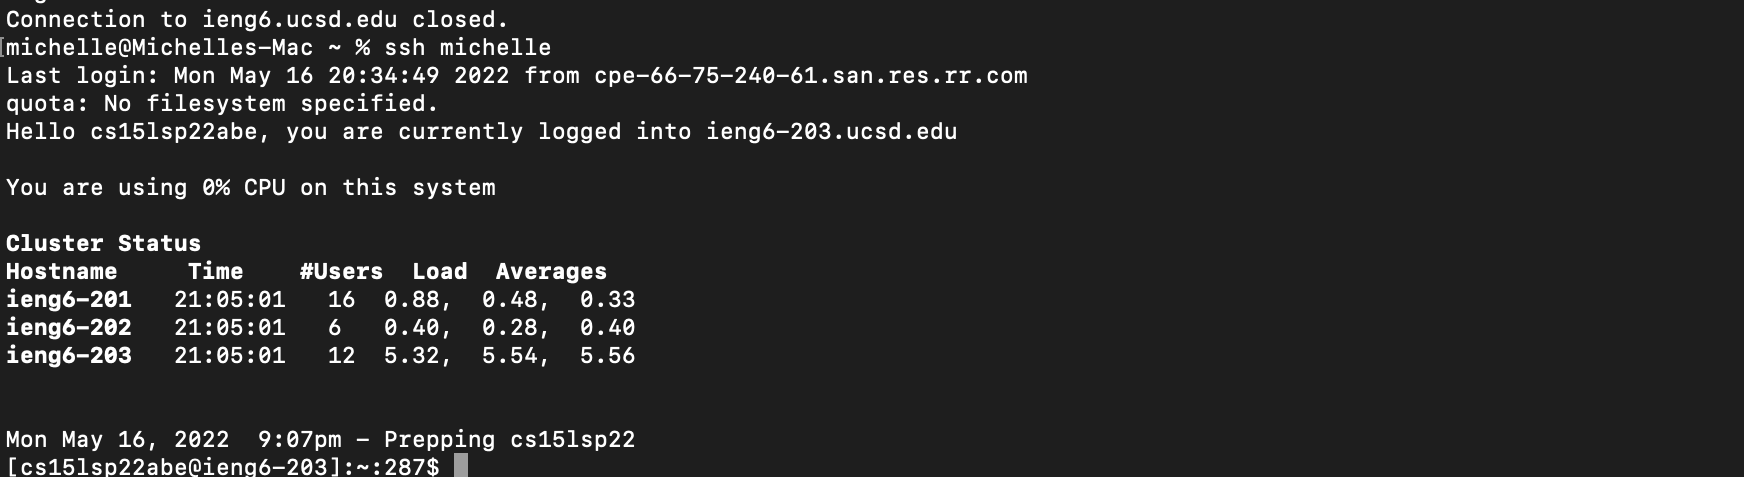 Connection to ieng6.ucsd.edu closed.
[michelle@Michelles-Mac ~ % ssh michelle
Last login: Mon May 16 20:34:49 2022 from cpe-66-75-240-61.san.res.rr.com
quota: No filesystem specified.
Hello cs15lsp22abe, you are currently logged into ieng6-203.ucsd.edu
You are using 0% CPU on this system
Cluster Status
Hostname     Time    #Users  Load  Averages
ieng6-201   21:05:01   16  0.88,  0.48,  0.33
ieng6-202   21:05:01   6   0.40,  0.28,  0.40
ieng6-203   21:05:01   12  5.32,  5.54,  5.56
Mon May 16, 2022  9:07pm - Prepping cs15lsp22
[cs15lsp22abe@ieng6-203]:~:287$